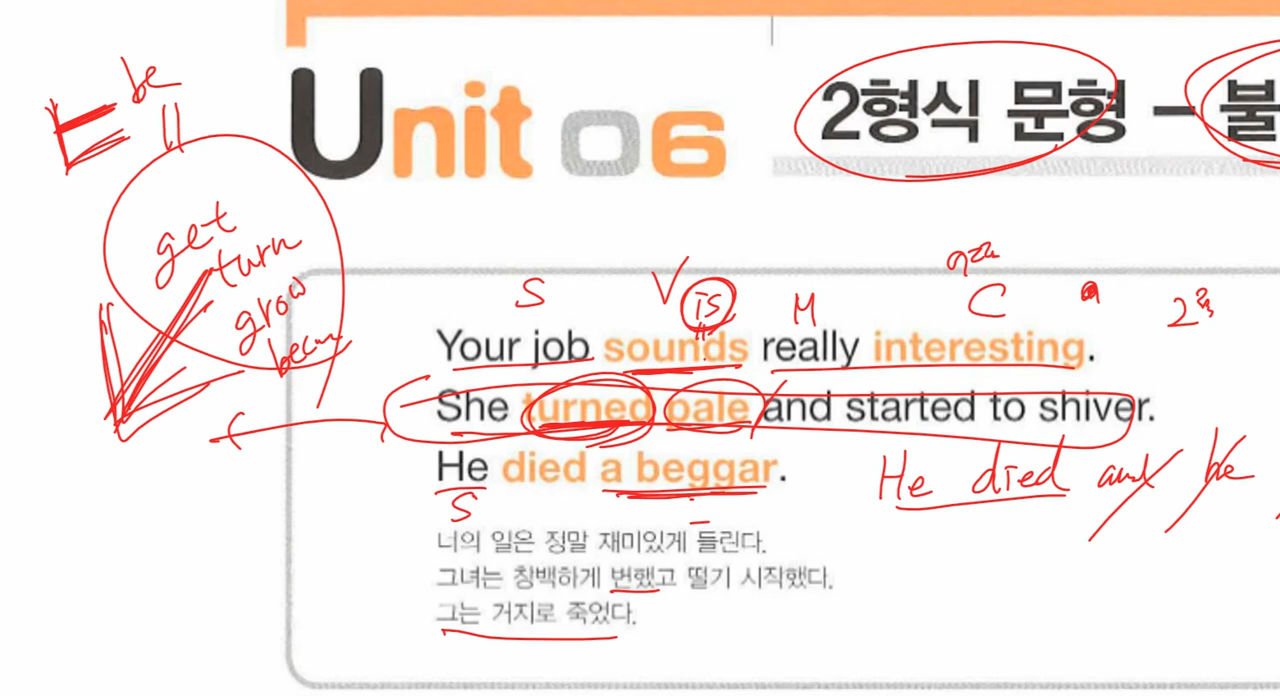 be
Unit 06
2형식 문형 – 불
get
turn
grow
S V is M C
Your job sounds really interesting.
She turned pale and started to shiver.
He died a beggar.
He died and be
S
너의 일은 정말 재미있게 들린다.
그녀는 창백하게 변했고 떨기 시작했다.
그는 거지로 죽었다.